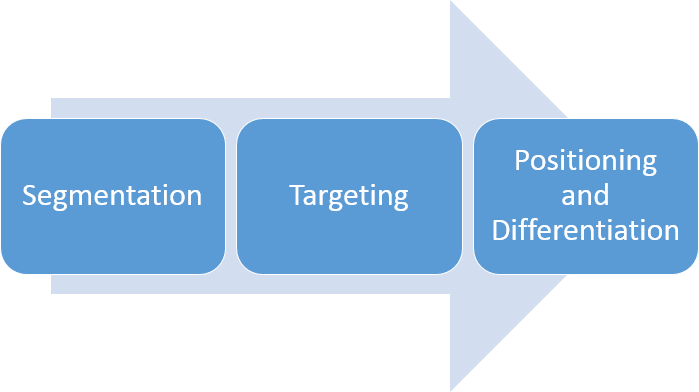 Segmentation
Targeting
Positioning
and
Differentiation